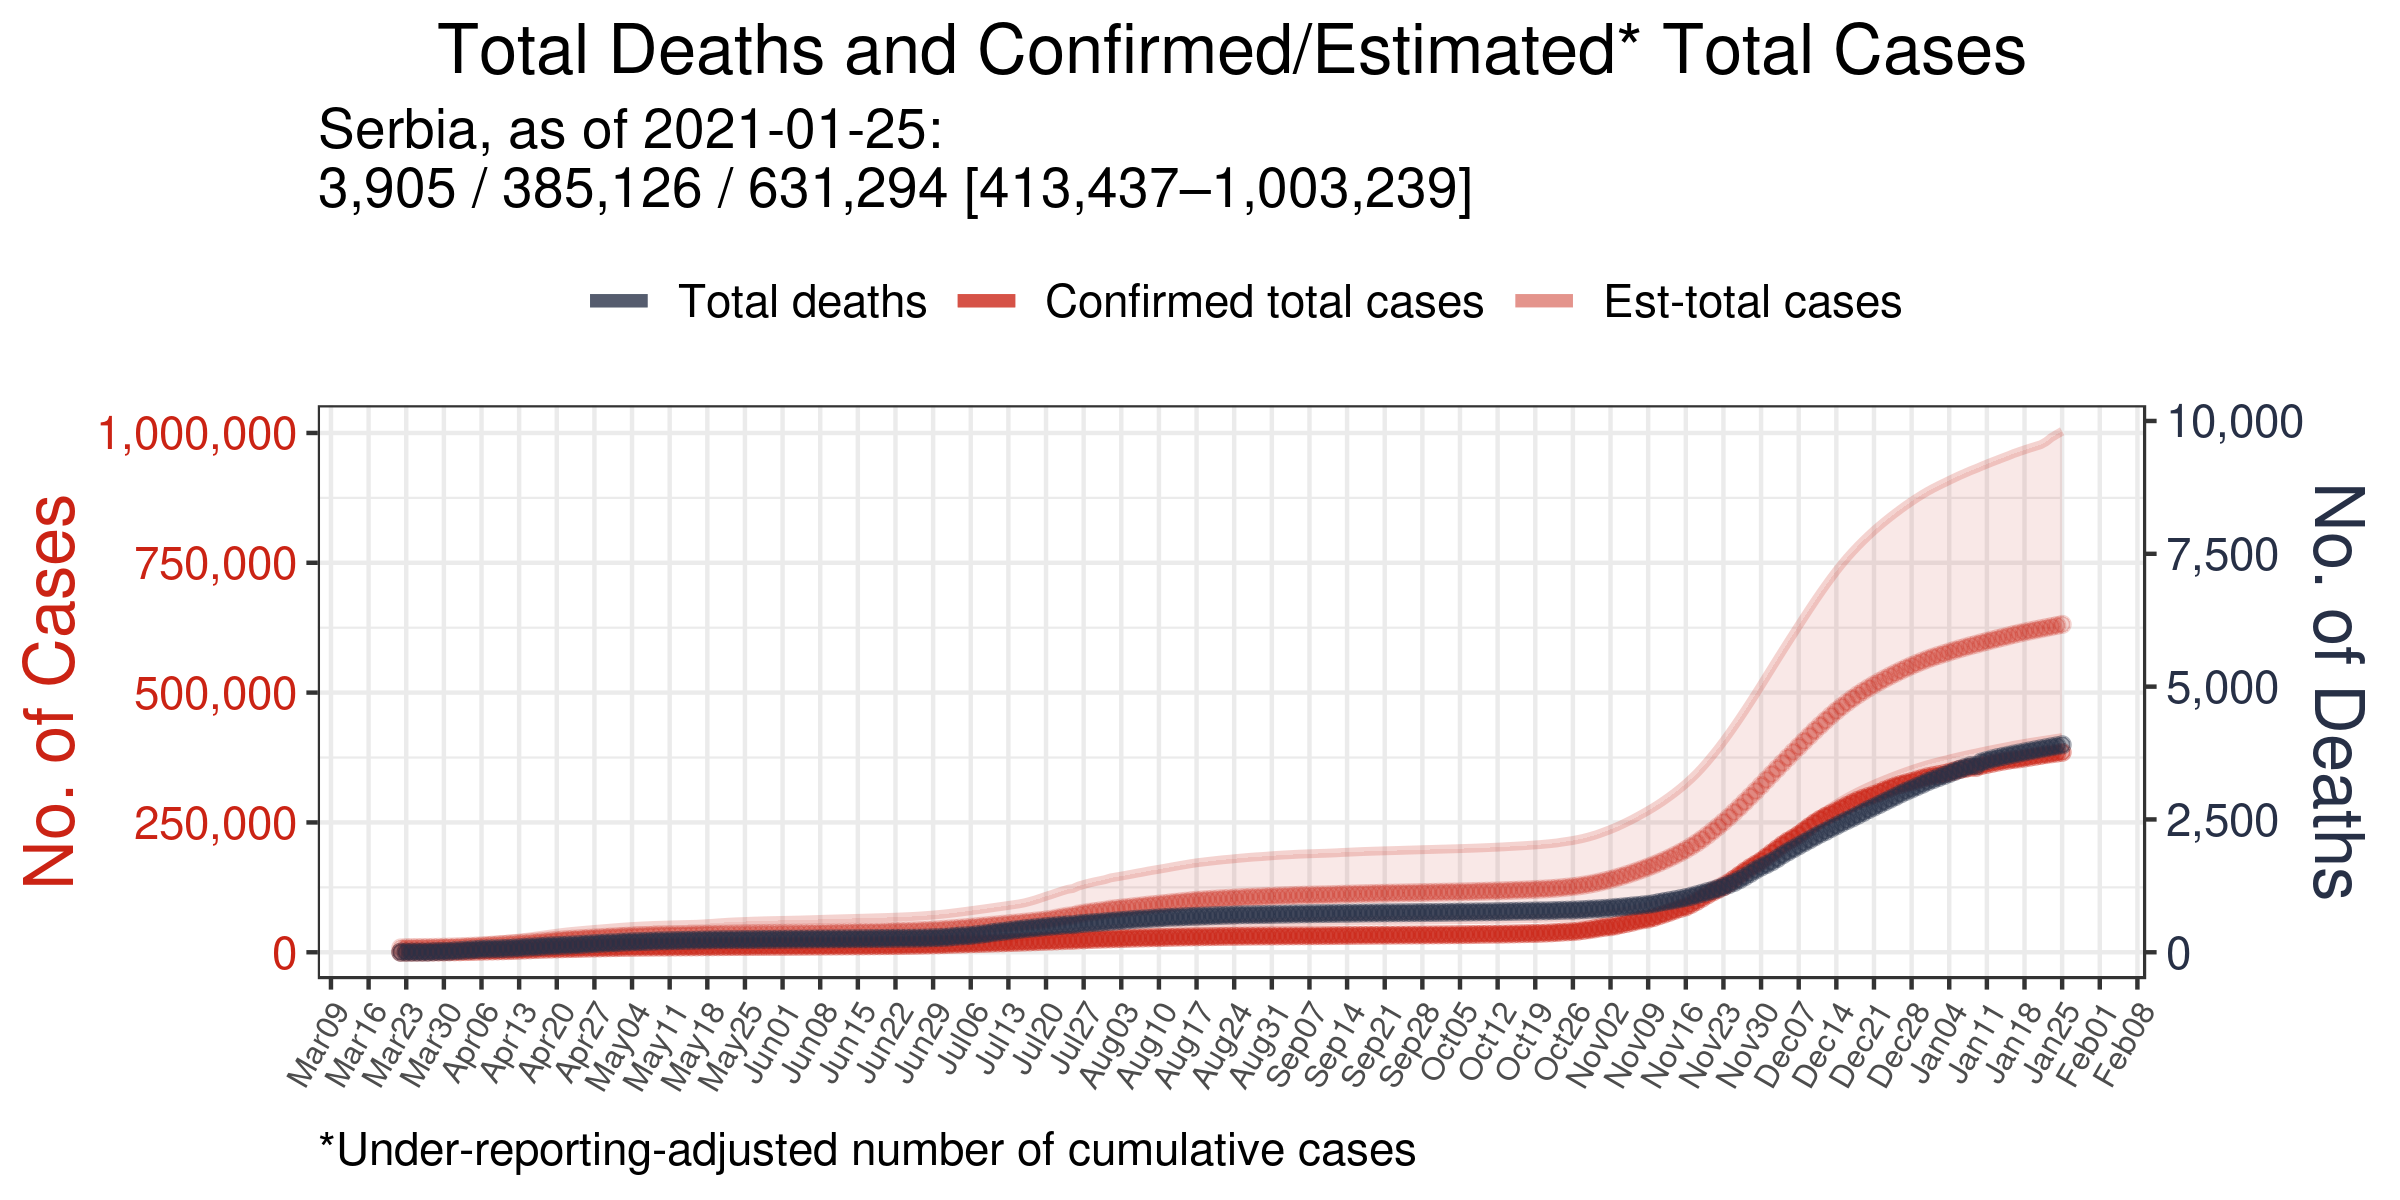 Total Deaths and Confirmed/Estimated* Total Cases
Serbia, as of 2021-01-25:
3,905 / 385,126 / 631,294 [413,437–1,003,239]
Total deaths
Confirmed total cases
Est-total cases
No. of Cases
1,000,000
750,000
500,000
250,000
0
10,000
7,500
5,000
2,500
0
No. of Deaths
Mar09
Mar16
Mar23
Mar30
Apr06
Apr13
Apr20
Apr27
May04
May11
May18
May25
Jun01
Jun08
Jun15
Jun22
Jun29
Jul06
Jul13
Jul20
Jul27
Aug03
Aug10
Aug17
Aug24
Aug31
Sep07
Sep14
Sep21
Sep28
Oct05
Oct12
Oct19
Oct26
Nov02
Nov09
Nov16
Nov23
Nov30
Dec07
Dec14
Dec21
Dec28
Jan04
Jan11
Jan18
Jan25
Feb01
Feb08
*Under-reporting-adjusted number of cumulative cases